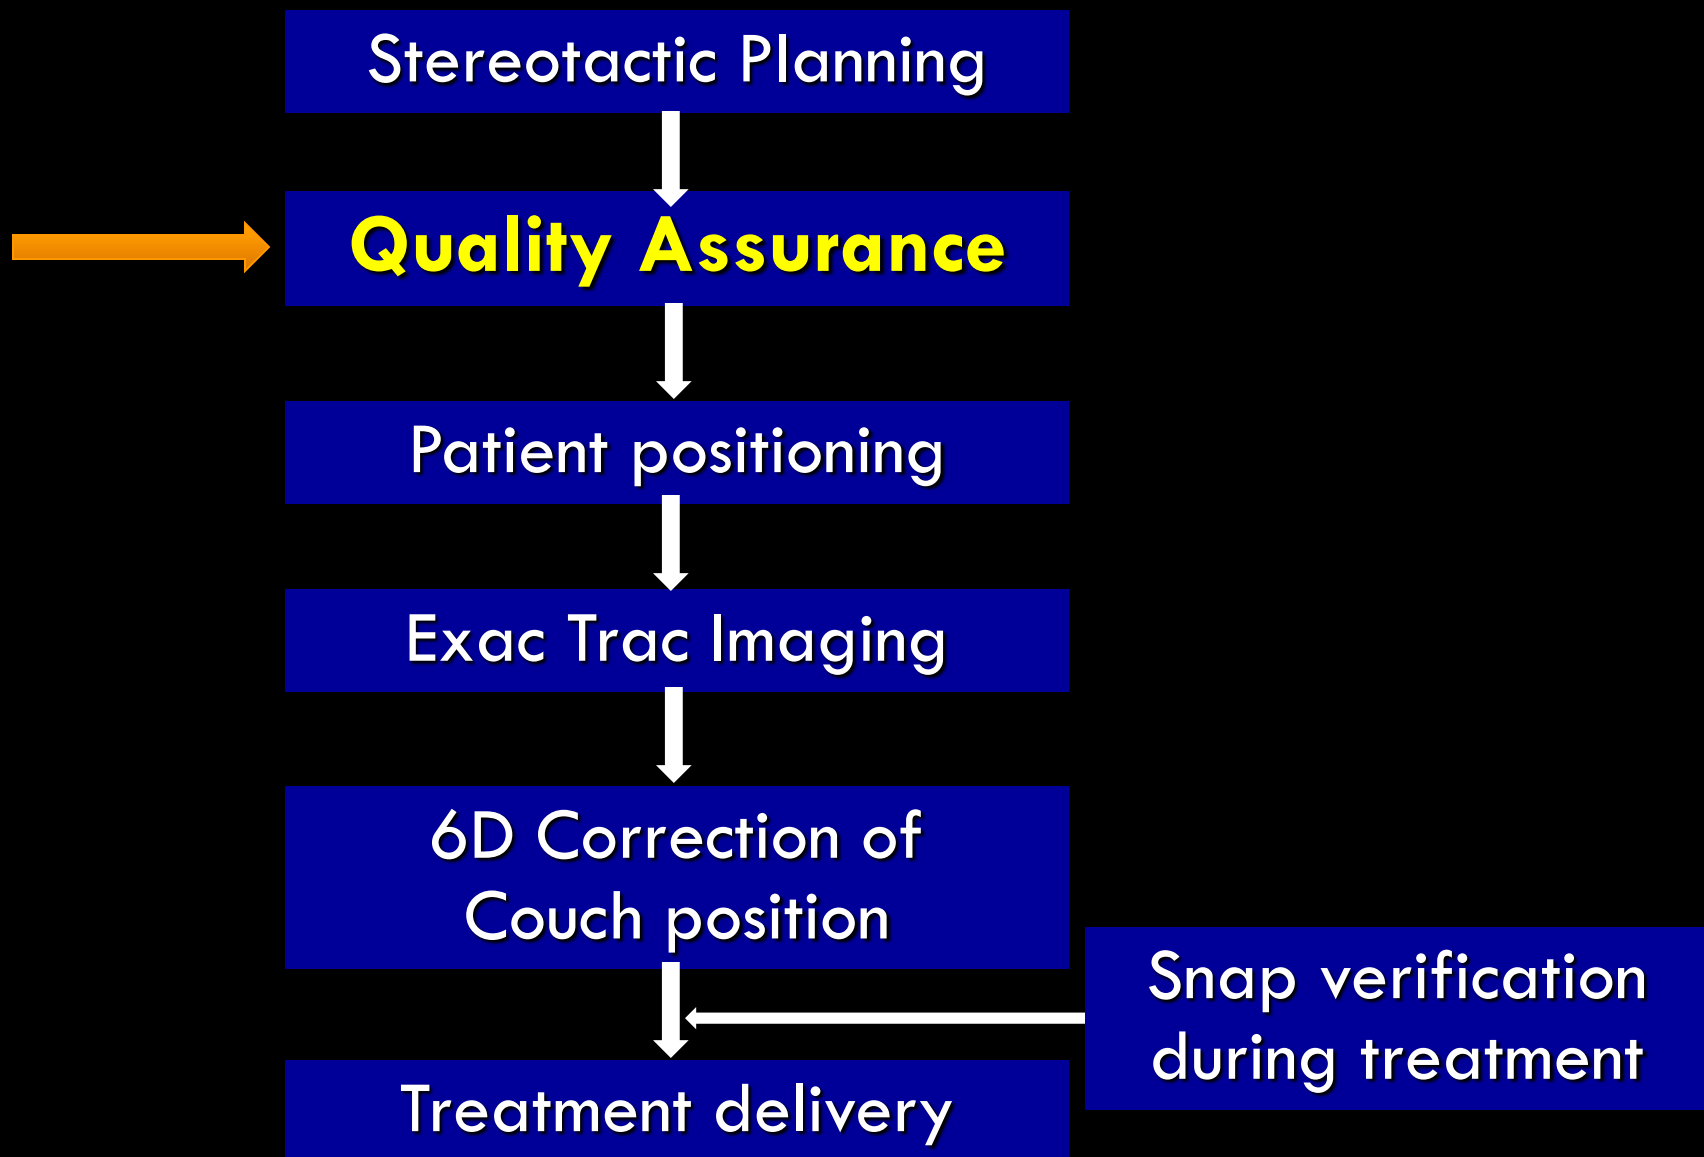 Stereotactic Planning
Quality Assurance
Patient positioning
Exac Trac Imaging
6D Correction of
Couch position
Snap verification
during treatment
Treatment delivery